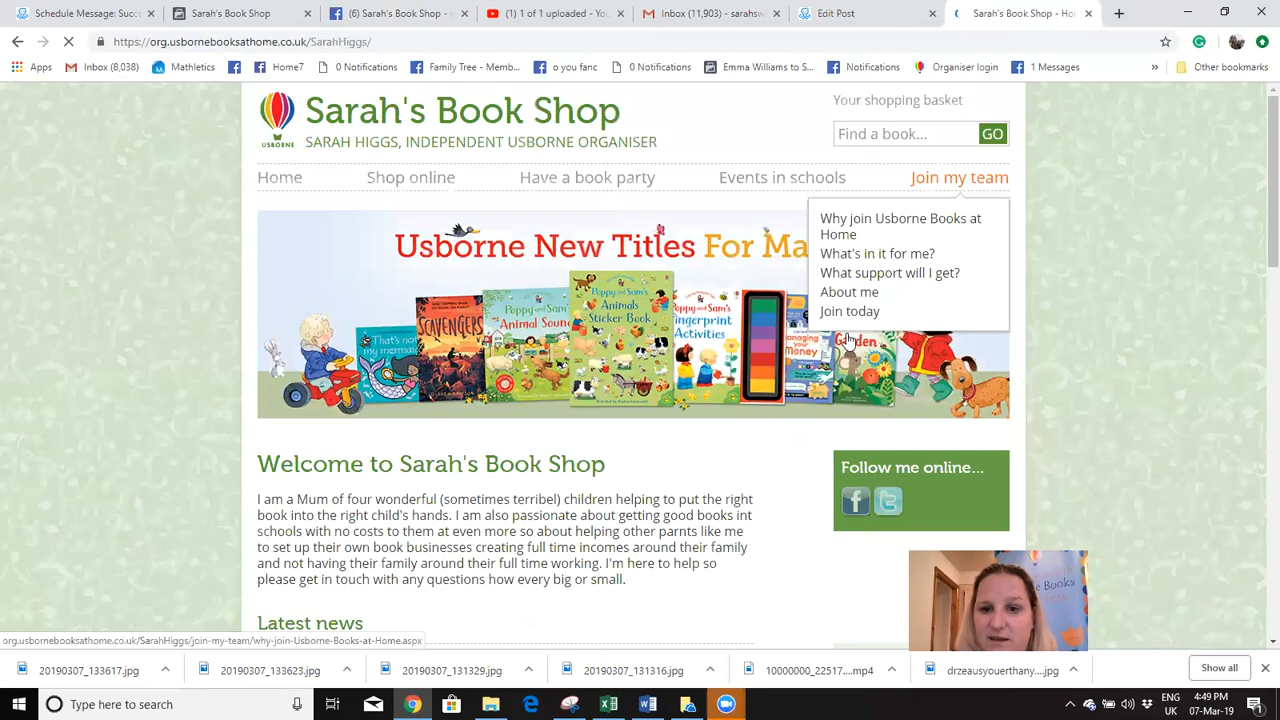 Schedule Message: Succ
Sarah's Book Shop
(6) Sarah's Book Shop - J
(1) 1 of 1 uploaded - You
Inbox (11,903) - sarahsw
Edit Post
Sarah's Book Shop - Ho
https://org.usbornebooksathome.co.uk/SarahHiggs/
Apps
Inbox (8,038)
Mathletics
Home7
0 Notifications
Family Tree - Memb...
o you fanc
0 Notifications
Emma Williams to S...
Notifications
Organiser login
1 Messages
»
Other bookmarks
USBORNE
Sarah's Book Shop
SARAH HIGGS, INDEPENDENT USBORNE ORGANISER
Your shopping basket
Find a book...
GO
Home
Shop online
Have a book party
Events in schools
Join my team
Why join Usborne Books at
Home
What's in it for me?
What support will I get?
About me
Join today
Usborne New Titles For Ma
That's not
my mermaid
SCAVENGERS
Poppy and Sam's
Animal Sound
Poppy and Sam's
Animals
Sticker Book
Poppy and Sam's
Fingerprint
Activities
Managing your
Money
Garden
Welcome to Sarah's Book Shop
I am a Mum of four wonderful (sometimes terribel) children helping to put the right
book into the right child's hands. I am also passionate about getting good books int
schools with no costs to them at even more so about helping other parnts like me
to set up their own book businesses creating full time incomes around their family
and not having their family around their full time working. I'm here to help so
please get in touch with any questions how every big or small.
Follow me online...
Latest news
Books
org.usbornebooksathome.co.uk/SarahHiggs/join-my-team/why-join-Usborne-Books-at-Home.aspx
20190307_133617.jpg
20190307_133623.jpg
20190307_131329.jpg
20190307_131316.jpg
10000000_22517....mp4
drzeausyouerthany....jpg
Show all
Type here to search
ENG
UK
4:49 PM
07-Mar-19